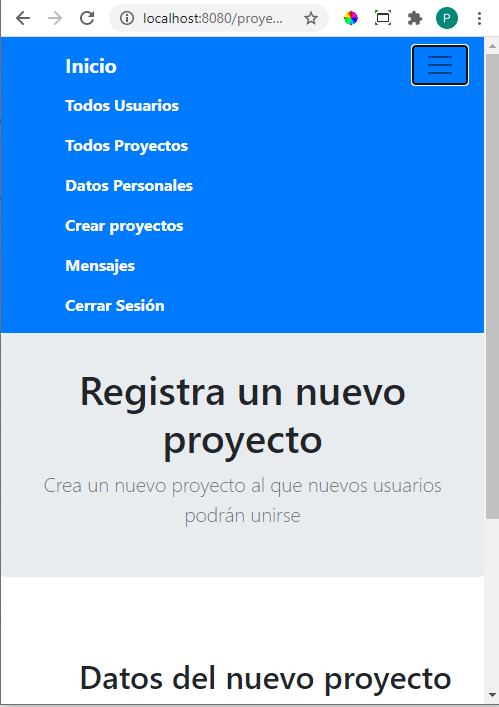 localhost:8080/proye...
P
Inicio
Todos Usuarios
Todos Proyectos
Datos Personales
Crear proyectos
Mensajes
Cerrar Sesión
Registra un nuevo
proyecto
Crea un nuevo proyecto al que nuevos usuarios
podrán unirse
Datos del nuevo proyecto